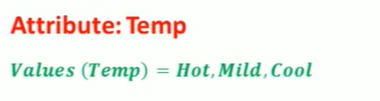 Attribute: Temp
Values (Temp) = Hot, Mild, Cool